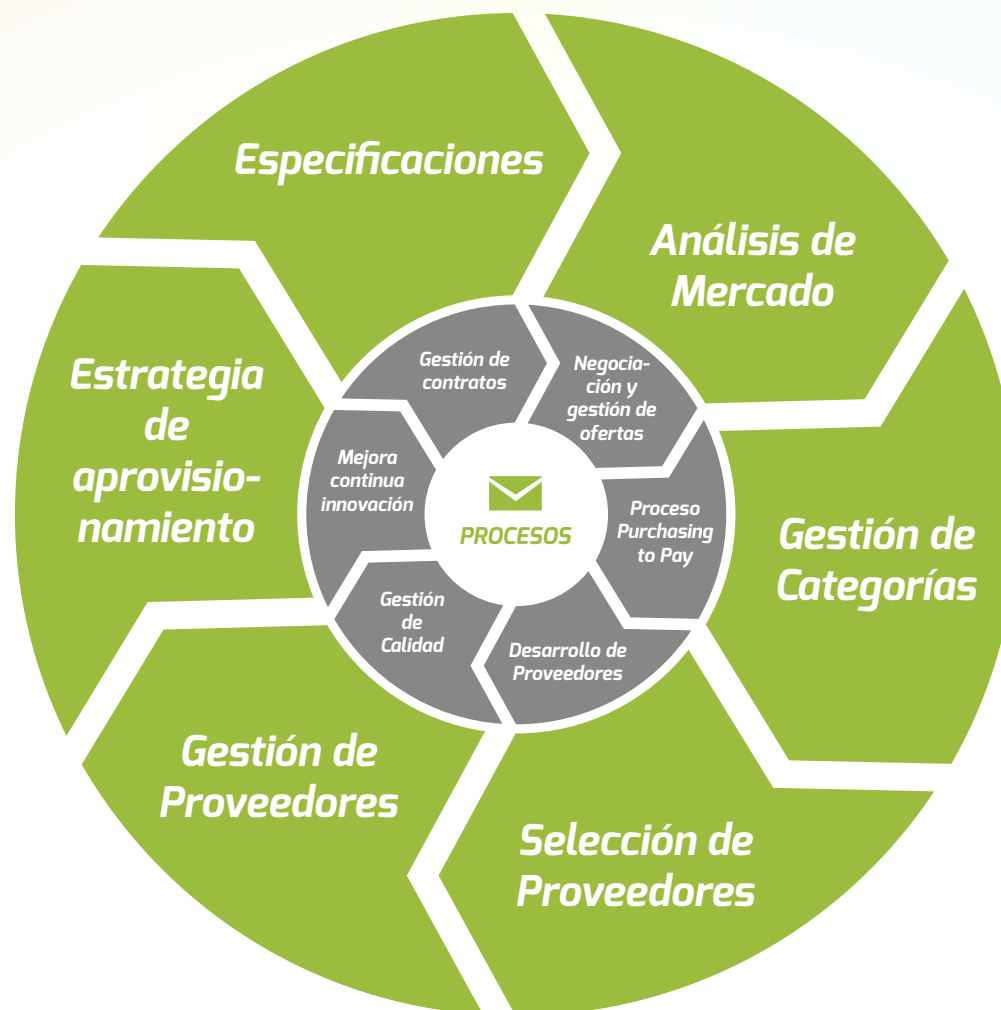 Especificaciones
Análisis de
Mercado
Gestión de
Categorías
Selección de
Proveedores
Gestión de
Proveedores
Estrategia
de
aprovisio-
namiento
Gestión de
contratos
Negocia-
ción y
gestión de
ofertas
Proceso
Purchasing
to Pay
Desarrollo de
Proveedores
Gestión
de
Calidad
Mejora
continua
innovación
PROCESOS